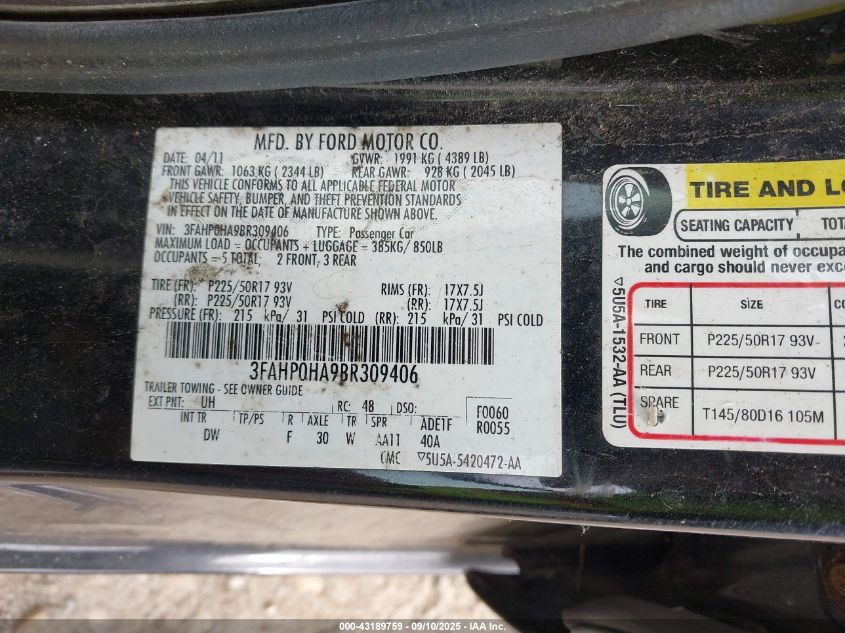 MFD. BY FORD MOTOR CO.
DATE: 04/11 GVWR: 1991 KG ( 4389 LB)
FRONT GAWR: 1063 KG ( 2344 LB) REAR GAWR: 928 KG ( 2045 LB)
THIS VEHICLE CONFORMS TO ALL APPLICABLE FEDERAL MOTOR
VEHICLE SAFETY, BUMPER, AND THEFT PREVENTION STANDARDS
IN EFFECT ON THE DATE OF MANUFACTURE SHOWN ABOVE.
VIN: 3FAHP0HA9BR309406 TYPE: Passenger Car
MAXIMUM LOAD = OCCUPANTS + LUGGAGE = 385KG/ 850LB
OCCUPANTS = 5 TOTAL, 2 FRONT, 3 REAR
TIRE (FR): P225/50R17 93V RIMS (FR): 17X7.5J
(RR): P225/50R17 93V (RR): 17X7.5J
PRESSURE (FR): 215 kPa/ 31 PSI COLD (RR): 215 kPa/ 31 PSI COLD
3FAHP0HA9BR309406
TRAILER TOWING - SEE OWNER GUIDE
EXT PNT: UH RC: 48 DSO: F0060
INT TR TP/PS R AXLE TR SPR ADE1F R0055
DW F 30 W AA11 40A
CMC ▽5U5A-5420472-AA
TIRE AND LO
SEATING CAPACITY TOT
The combined weight of occupa
and cargo should never exce
TIRE SIZE CO
FRONT P225/50R17 93V
REAR P225/50R17 93V
SPARE T145/80D16 105M
▽5U5A-1532-AA (TLU)
000-43189759 - 09/10/2025 - IAA Inc.